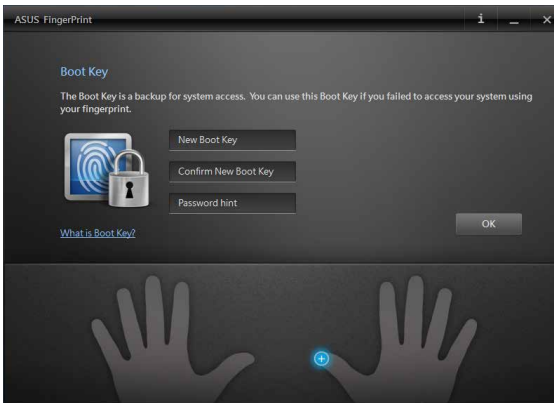 ASUS FingerPrint
Boot Key
The Boot Key is a backup for system access. You can use this Boot Key if you failed to access your system using
your fingerprint.
New Boot Key
Confirm New Boot Key
Password hint
What is Boot Key?
OK